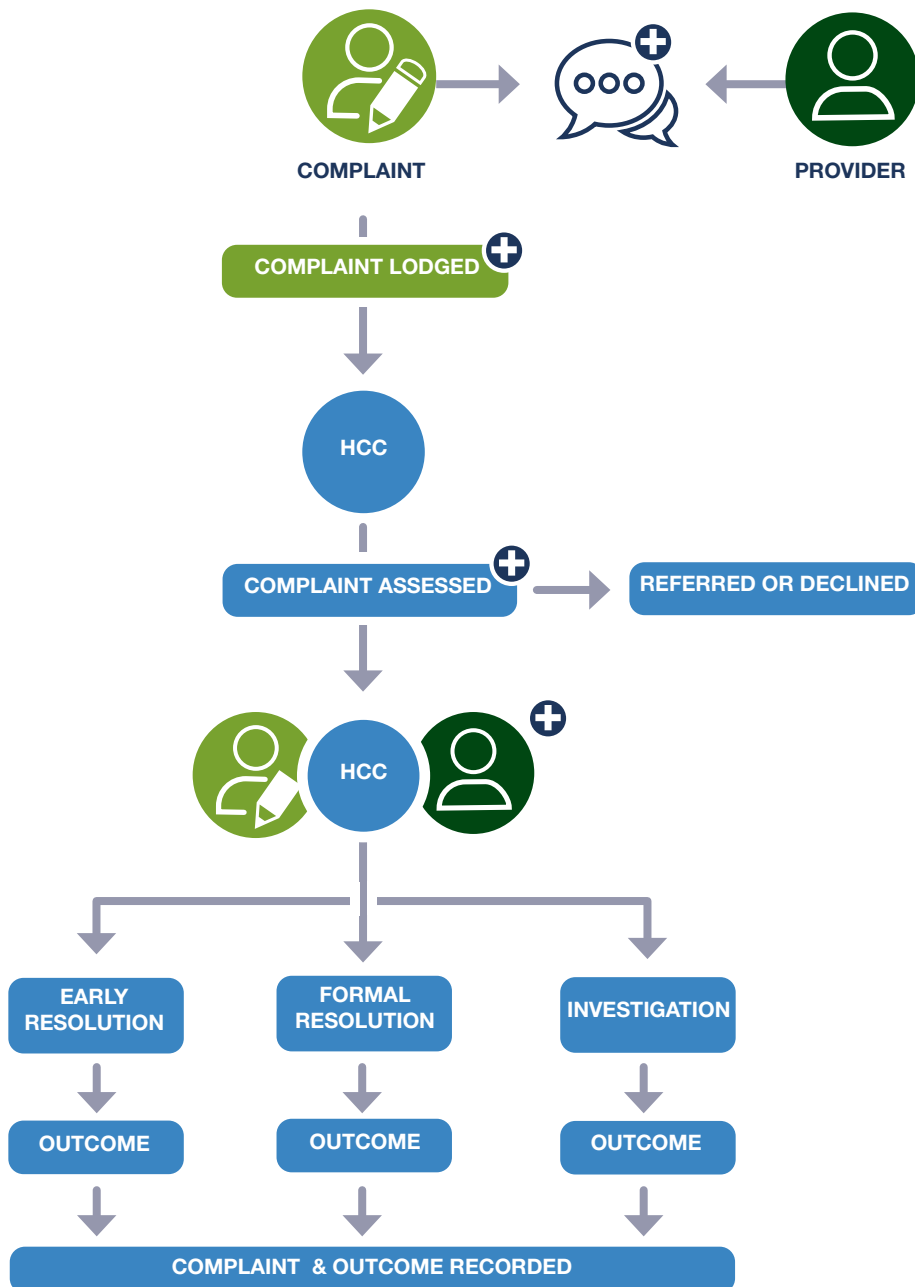 COMPLAINT
PROVIDER
COMPLAINT LODGED
HCC
COMPLAINT ASSESSED
REFERRED OR DECLINED
HCC
EARLY
RESOLUTION
FORMAL
RESOLUTION
INVESTIGATION
OUTCOME
OUTCOME
OUTCOME
COMPLAINT & OUTCOME RECORDED